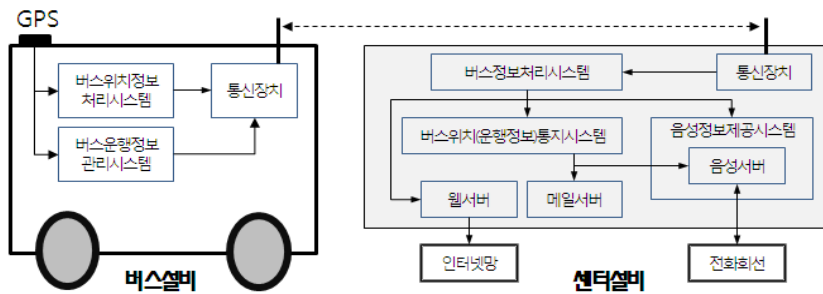 GPS
버스위치정보
처리시스템
통신장치
버스운행정보
관리시스템
버스설비
버스정보처리시스템
통신장치
버스위치(운행정보)통지시스템
음성정보제공시스템
음성서버
웹서버
메일서버
인터넷망
센터설비
전화회선